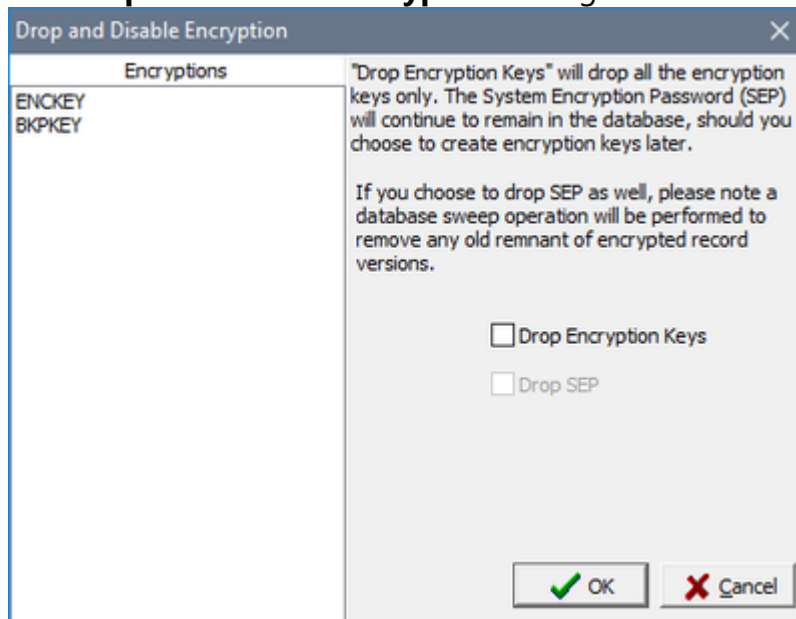 Drop and Disable Encryption
Encryptions
ENCKEY
BKPKEY
"Drop Encryption Keys" will drop all the encryption
keys only. The System Encryption Password (SEP)
will continue to remain in the database, should you
choose to create encryption keys later.
If you choose to drop SEP as well, please note a
database sweep operation will be performed to
remove any old remnant of encrypted record
versions.
Drop Encryption Keys
Drop SEP
OK
Cancel